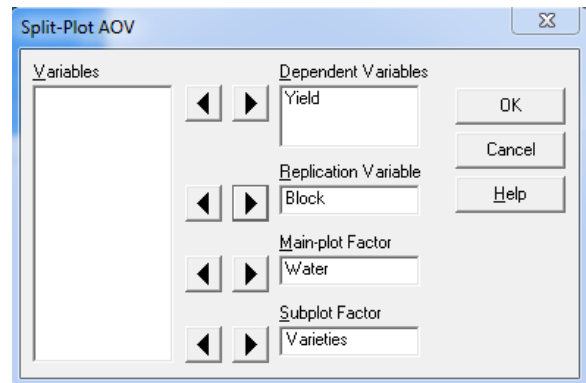 Split-Plot AOV
Variables
Dependent Variables
Yield
OK
Cancel
Replication Variable
Block
Help
Main-plot Factor
Water
Subplot Factor
Varieties